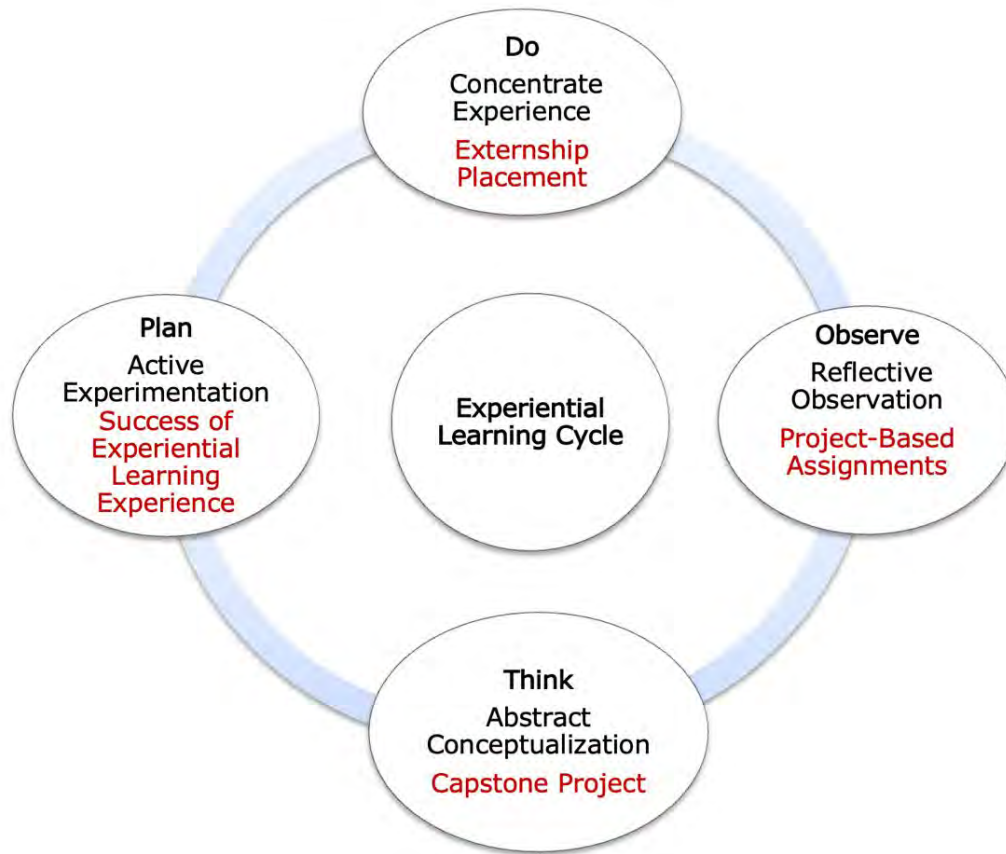 Do
Concentrate
Experience
Externship
Placement
Plan
Active
Experimentation
Success of
Experiential
Learning
Experience
Experiential
Learning Cycle
Observe
Reflective
Observation
Project-Based
Assignments
Think
Abstract
Conceptualization
Capstone Project